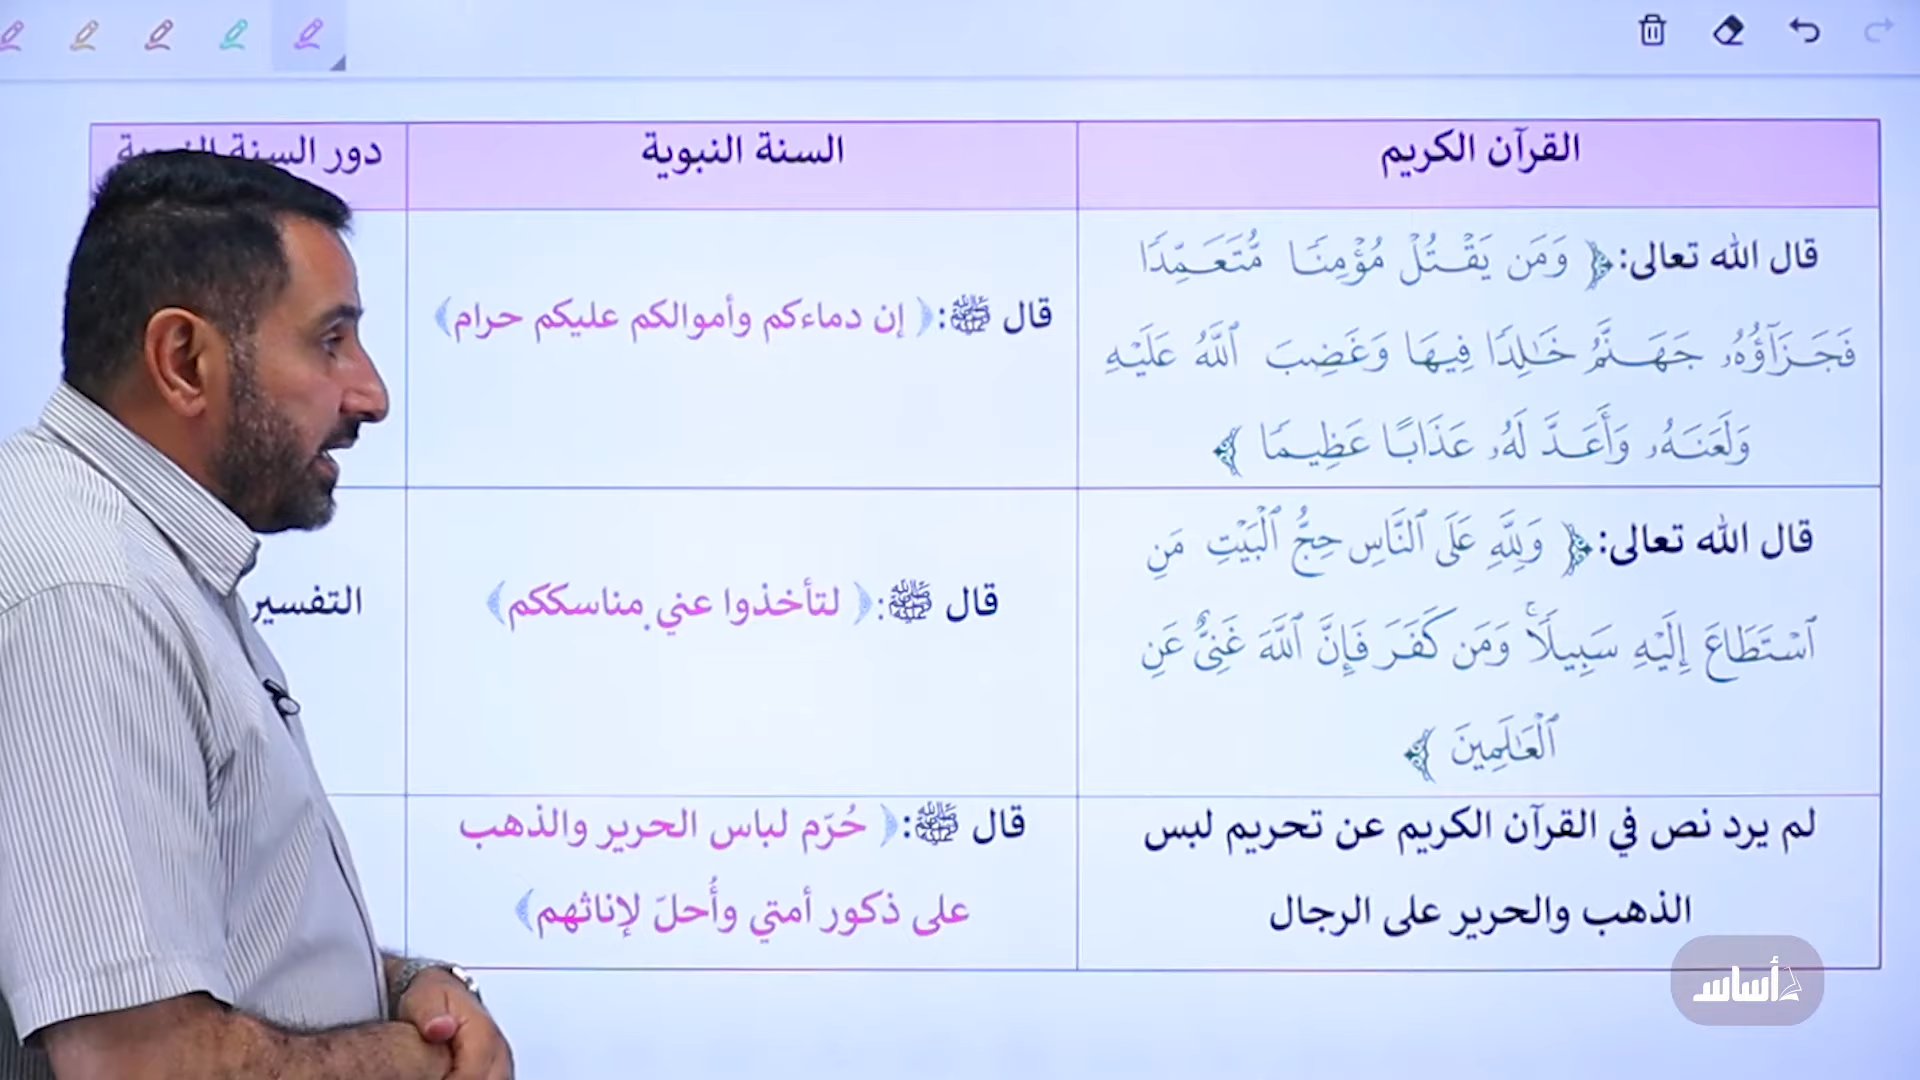 القرآن الكريم
السنة النبوية
دور السنة النبوية
قال الله تعالى: ﴿ وَمَن يَقْتُلْ مُؤْمِنًا مُّتَعَمِّدًا
فَجَزَآؤُهُۥ جَهَنَّمُ خَٰلِدًا فِيهَا وَغَضِبَ ٱللَّهُ عَلَيْهِ
وَلَعَنَهُۥ وَأَعَدَّ لَهُۥ عَذَابًا عَظِيمًا ﴾
قال ﷺ: ﴿ إن دماءكم وأموالكم عليكم حرام﴾
قال الله تعالى: ﴿ وَلِلَّهِ عَلَى ٱلنَّاسِ حِجُّ ٱلْبَيْتِ مَنِ
ٱسْتَطَاعَ إِلَيْهِ سَبِيلًاۚ وَمَن كَفَرَ فَإِنَّ ٱللَّهَ غَنِىٌّ عَنِ
ٱلْعَٰلَمِينَ ﴾
قال ﷺ: ﴿ لتأخذوا عني مناسككم﴾
التفسير
لم يرد نص في القرآن الكريم عن تحريم لبس
الذهب والحرير على الرجال
قال ﷺ: ﴿ حُرّم لباس الحرير والذهب
على ذكور أمتي وأُحلَ لإناثهم﴾
أساس